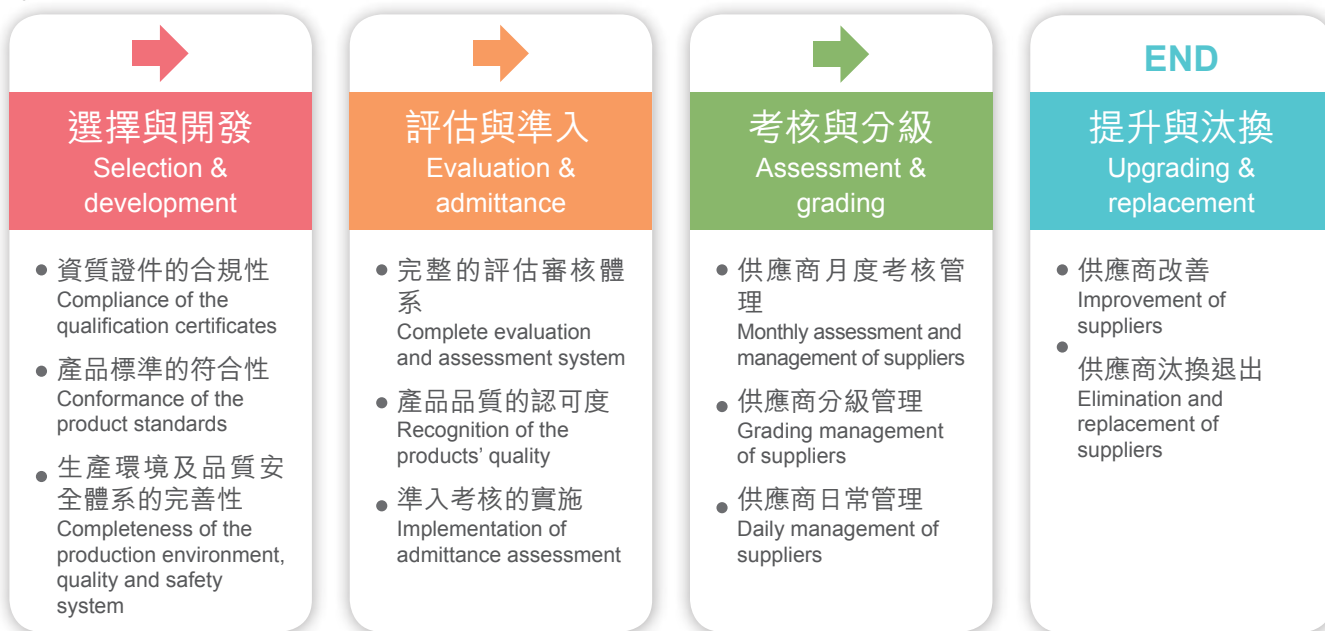 選擇與開發
Selection &
development
資質證件的合規性
Compliance of the
qualification certificates
產品標準的符合性
Conformance of the
product standards
生產環境及品質安
全體系的完善性
Completeness of the
production environment,
quality and safety
system
評估與準入
Evaluation &
admittance
完整的評估審核體
系
Complete evaluation
and assessment system
產品品質的認可度
Recognition of the
products’ quality
準入考核的實施
Implementation of
admittance assessment
考核與分級
Assessment &
grading
供應商月度考核管
理
Monthly assessment and
management of suppliers
供應商分級管理
Grading management
of suppliers
供應商日常管理
Daily management of
suppliers
END
提升與汰換
Upgrading &
replacement
供應商改善
Improvement of
suppliers
供應商汰換退出
Elimination and
replacement of
suppliers